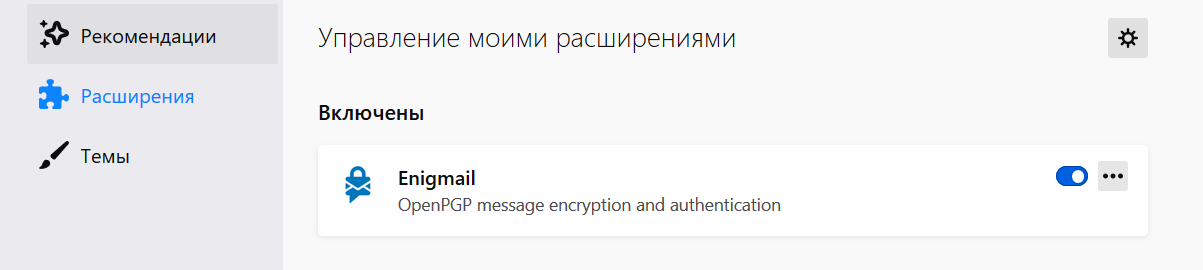 Рекомендации
Расширения
Темы
Управление моими расширениями
Включены
Enigmail
OpenPGP message encryption and authentication